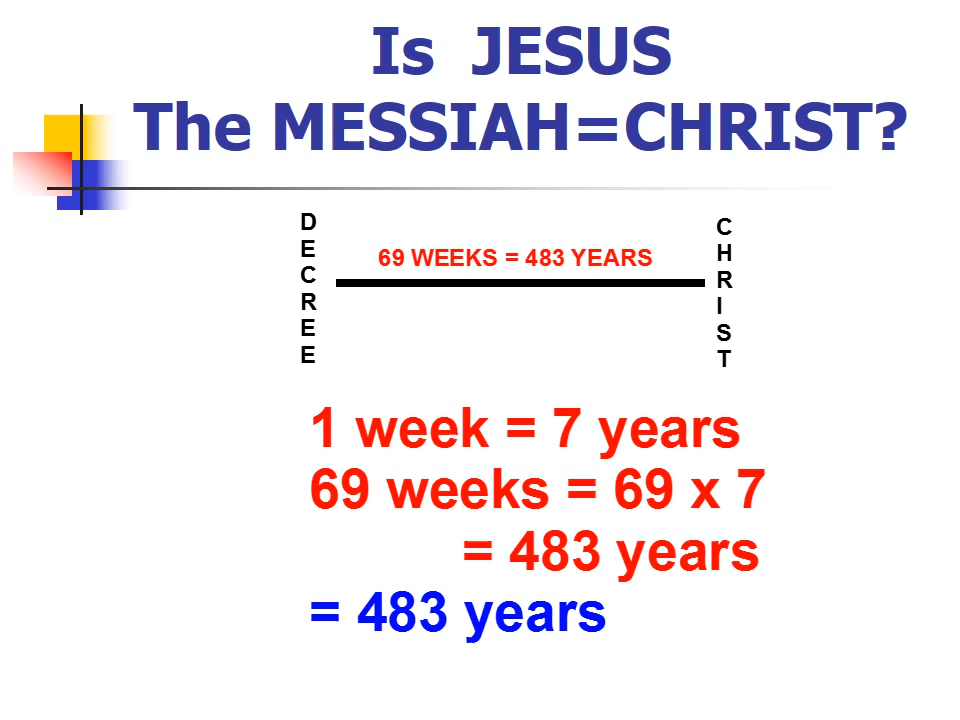 Is JESUS
The MESSIAH=CHRIST?
D
E
C
R
E
E
69 WEEKS = 483 YEARS
C
H
R
I
S
T
1 week = 7 years
69 weeks = 69 x 7
= 483 years
= 483 years